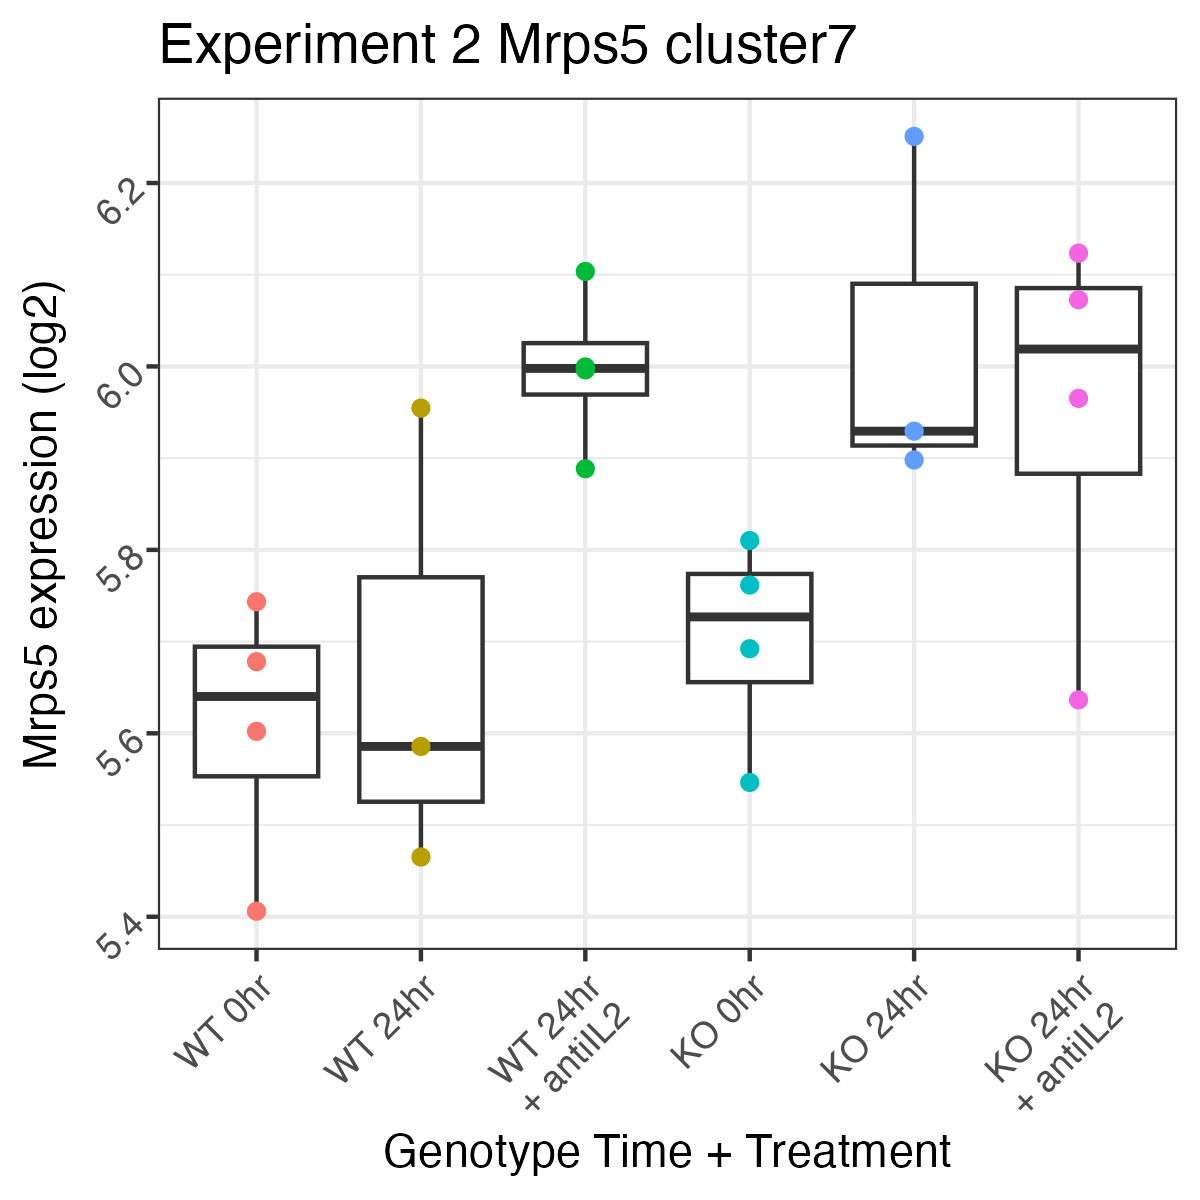 Experiment 2 Mrps5 cluster7
Mrps5 expression (log2)
6.2
6.0
5.8
5.6
5.4
WT 0hr
WT 24hr
WT 24hr
+ antiIL2
KO 0hr
KO 24hr
KO 24hr
+ antiIL2
Genotype Time + Treatment